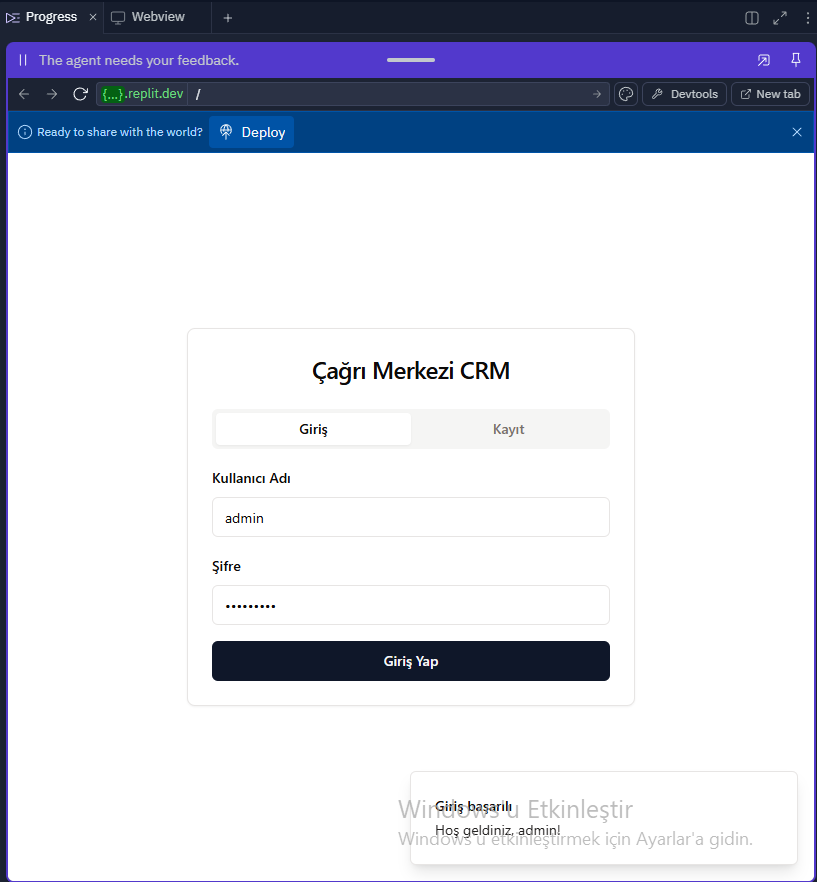 Progress
Webview
The agent needs your feedback.
{...}.replit.dev /
Devtools
New tab
Ready to share with the world?
Deploy
Çağrı Merkezi CRM
Giriş
Kayıt
Kullanıcı Adı
admin
Şifre
•••••••••
Giriş Yap
Giriş başarılı
Hoş geldiniz, admin!
Windows'u Etkinleştir
Windows'u etkinleştirmek için Ayarlar'a gidin.